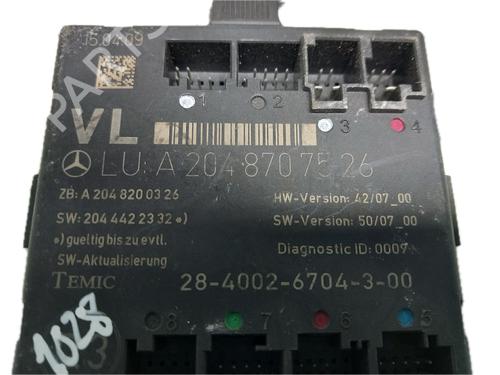 15.04.09
PARTS
1 2 3 4
VL
LU: A 204 870 75 26
ZB: A 204 820 03 26
HW-Version: 42/07_00
SW: 204 442 23 32 *)
SW-Version: 50/07_00
*) gueltig bis zu evtl.
SW-Aktualisierung
Diagnostic ID: 0009
TEMIC
28-4002-6704-3-00
8 7 6 5
1028